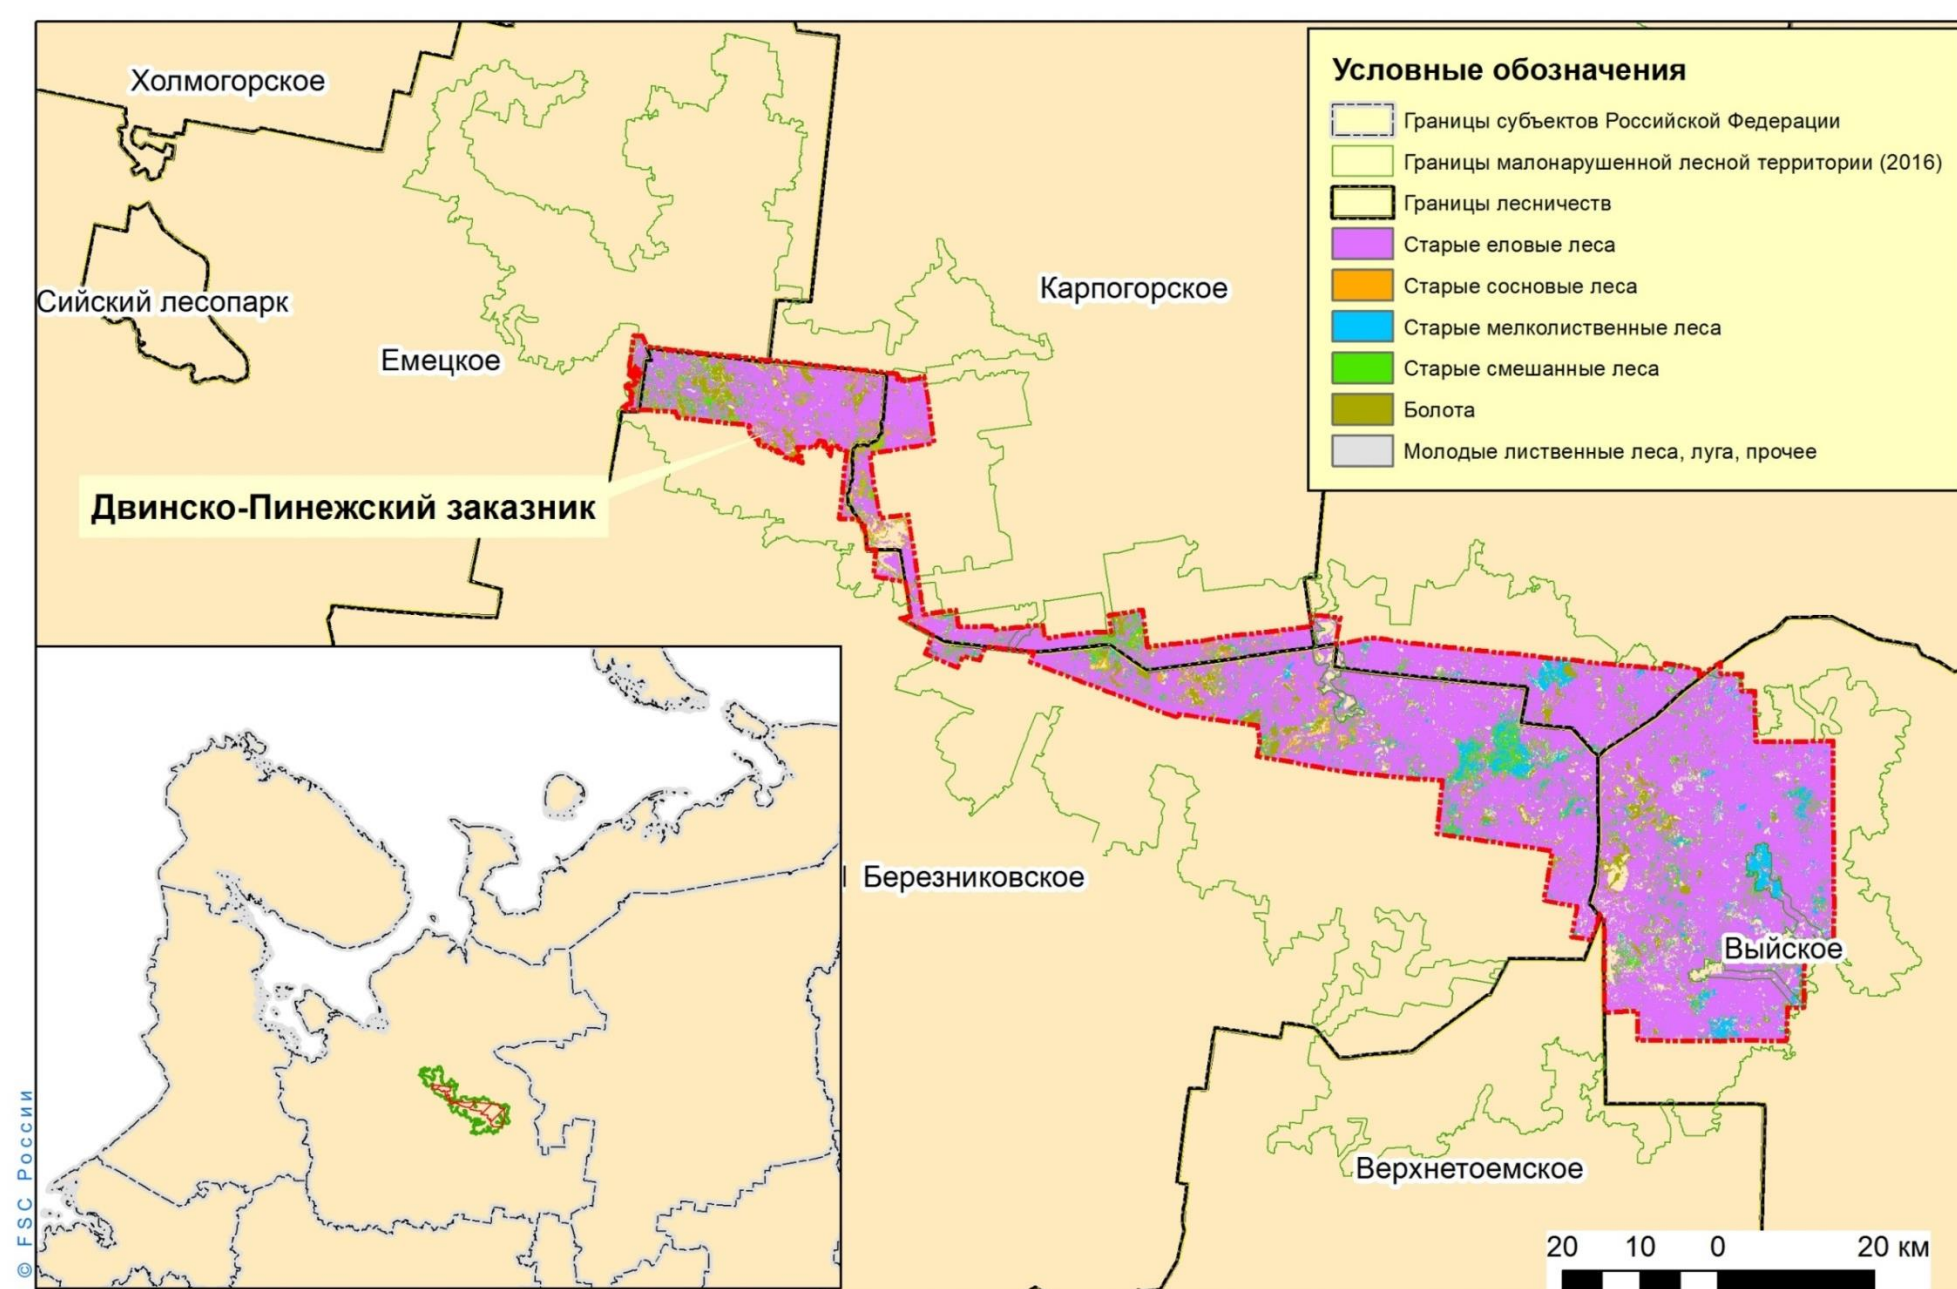 Холмогорское
Сийский лесопарк
Емецкое
Карпогорское
Двинско-Пинежский заказник
Березниковское
Выйское
Верхнетоемское
Условные обозначения
Границы субъектов Российской Федерации
Границы малонарушенной лесной территории (2016)
Границы лесничеств
Старые еловые леса
Старые сосновые леса
Старые мелколиственные леса
Старые смешанные леса
Болота
Молодые лиственные леса, луга, прочее
20 10 0 20 км
© FSC России